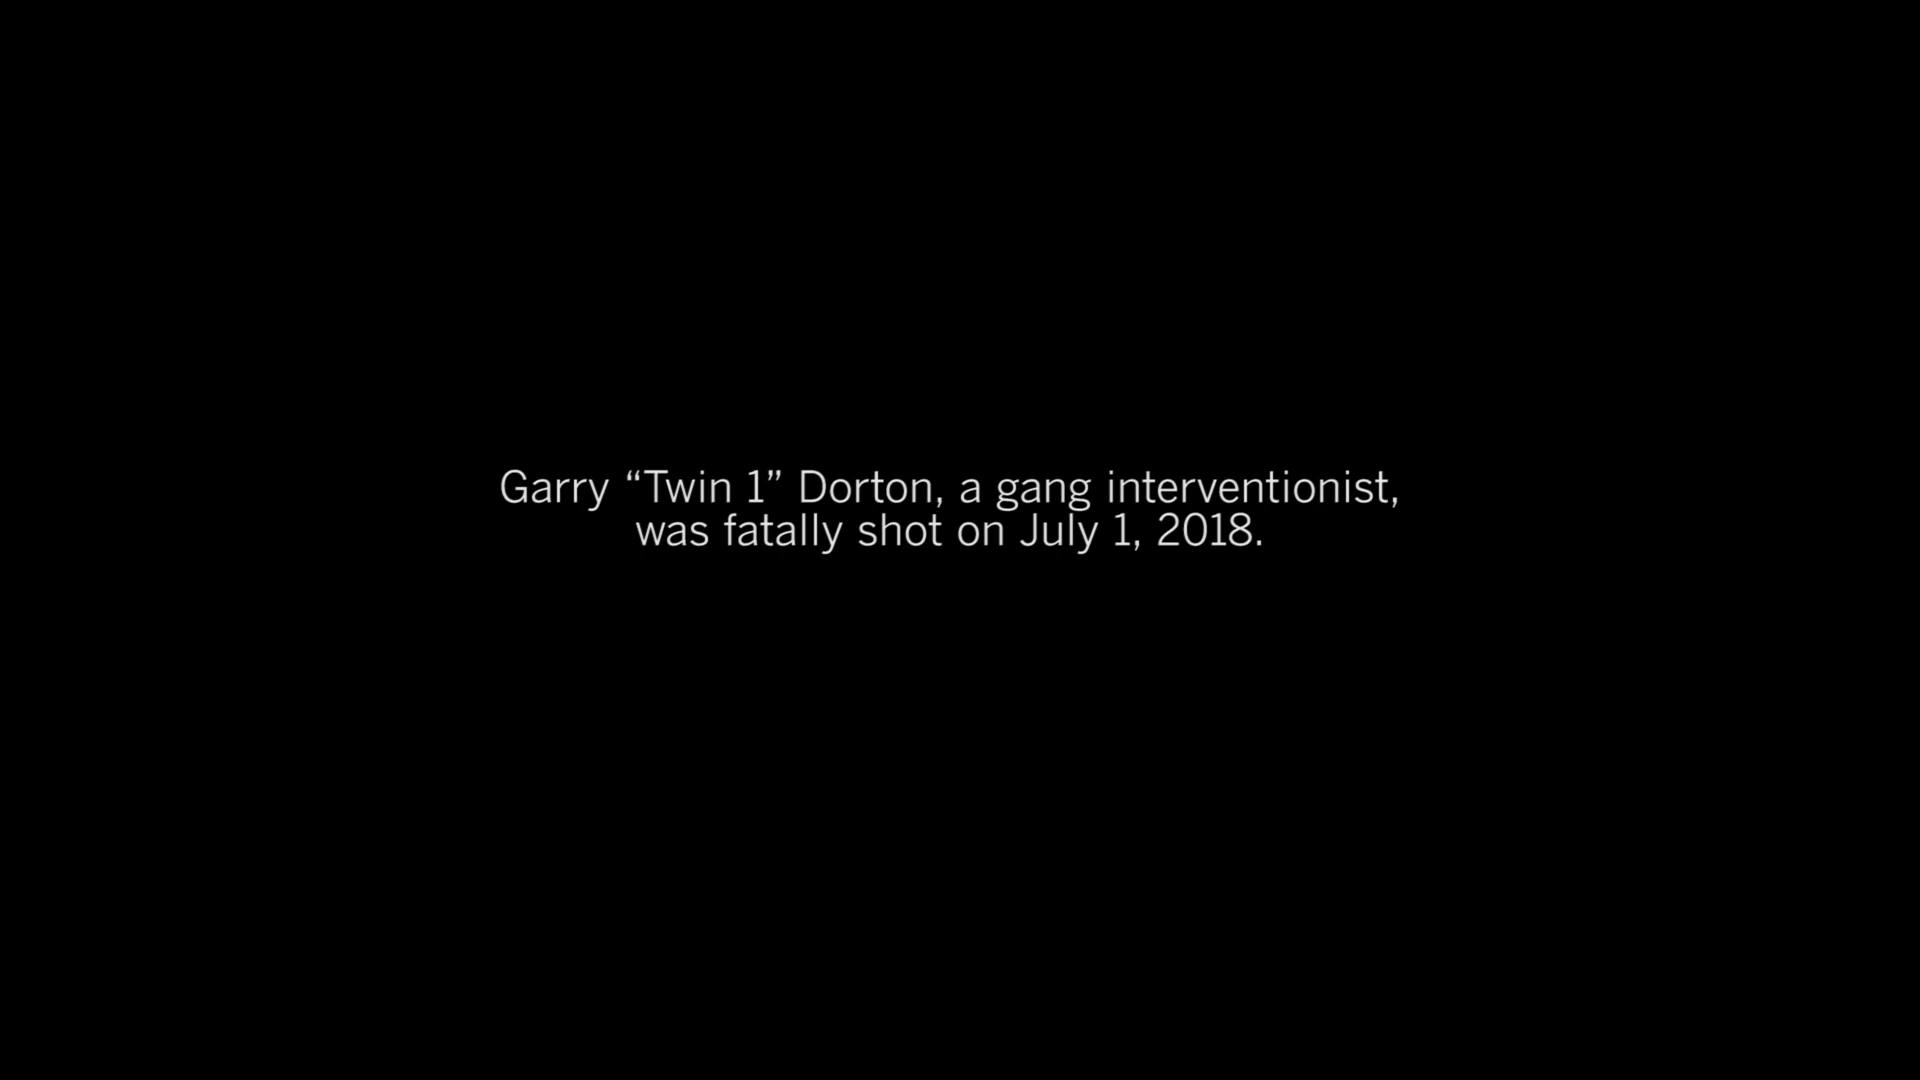 Garry “Twin 1” Dorton, a gang interventionist,
was fatally shot on July 1, 2018.